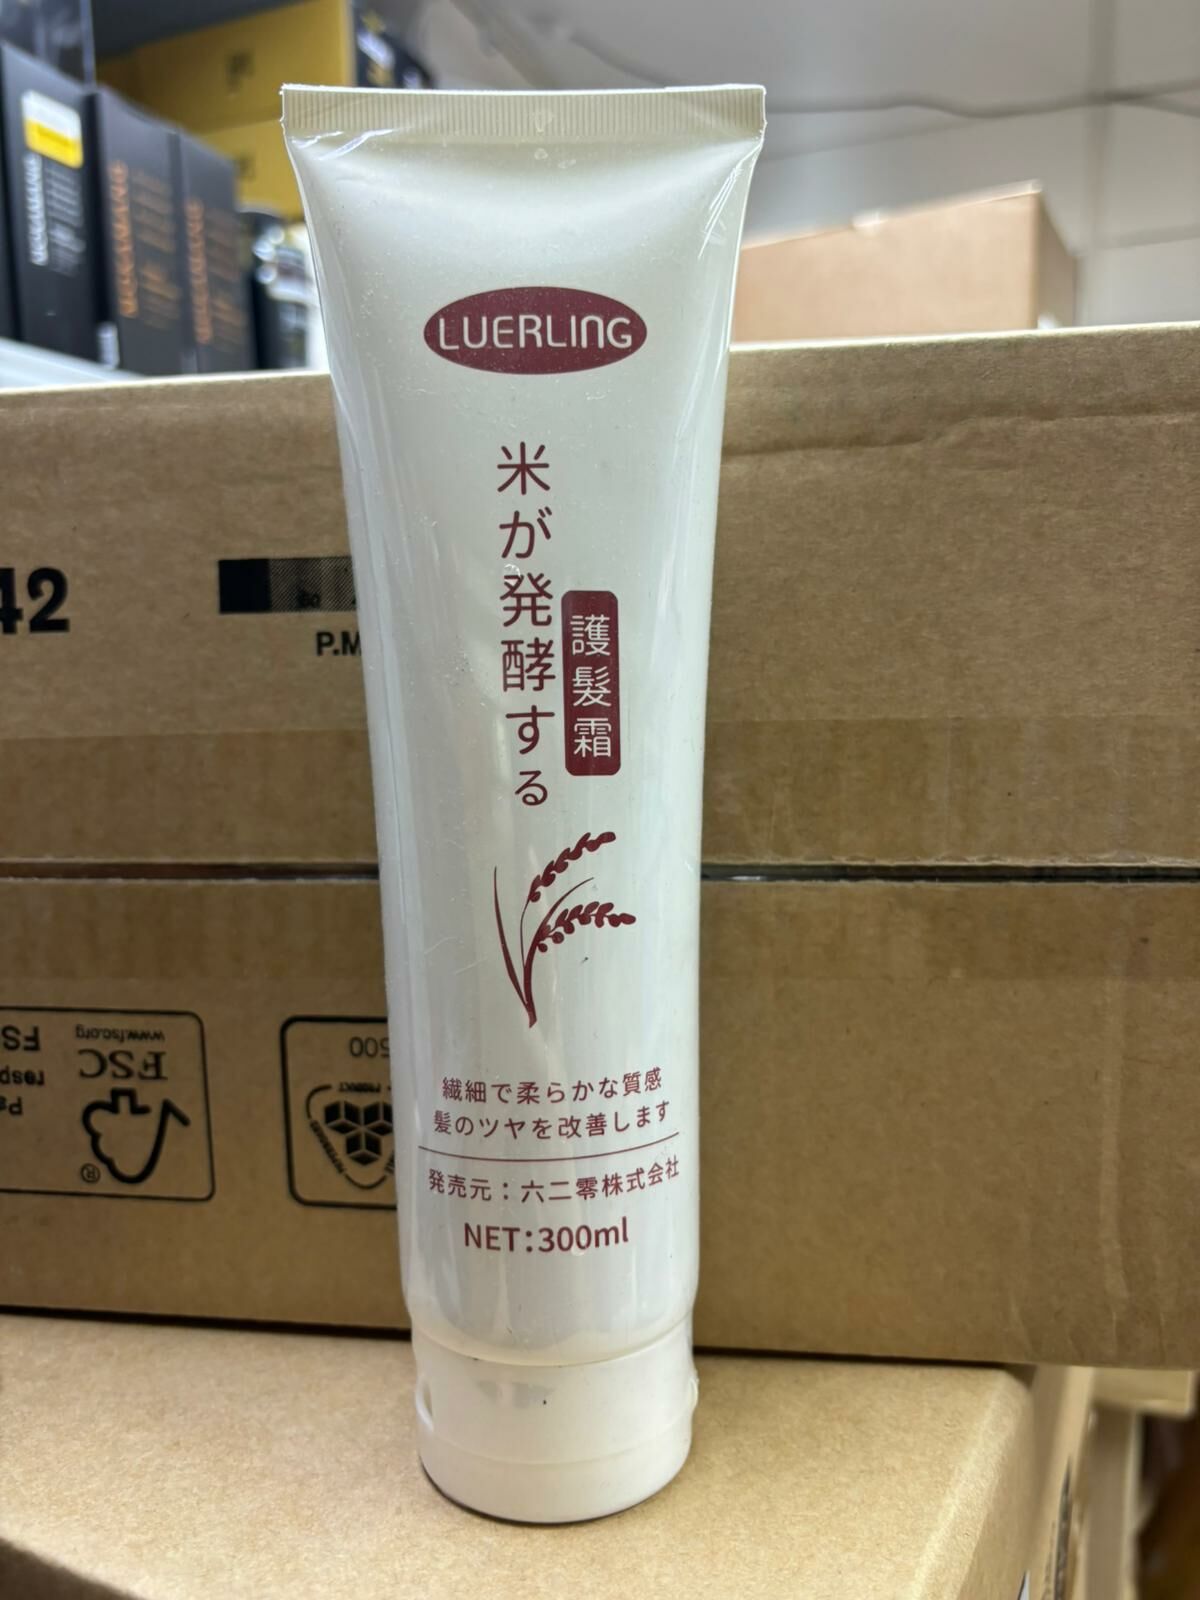 LUERLING
米が発酵する
護髮霜
繊細で柔らかな質感
髪のツヤを改善します
発売元：六二零株式会社
NET:300ml
42
P.M
FSC
www.fsc.org
FS